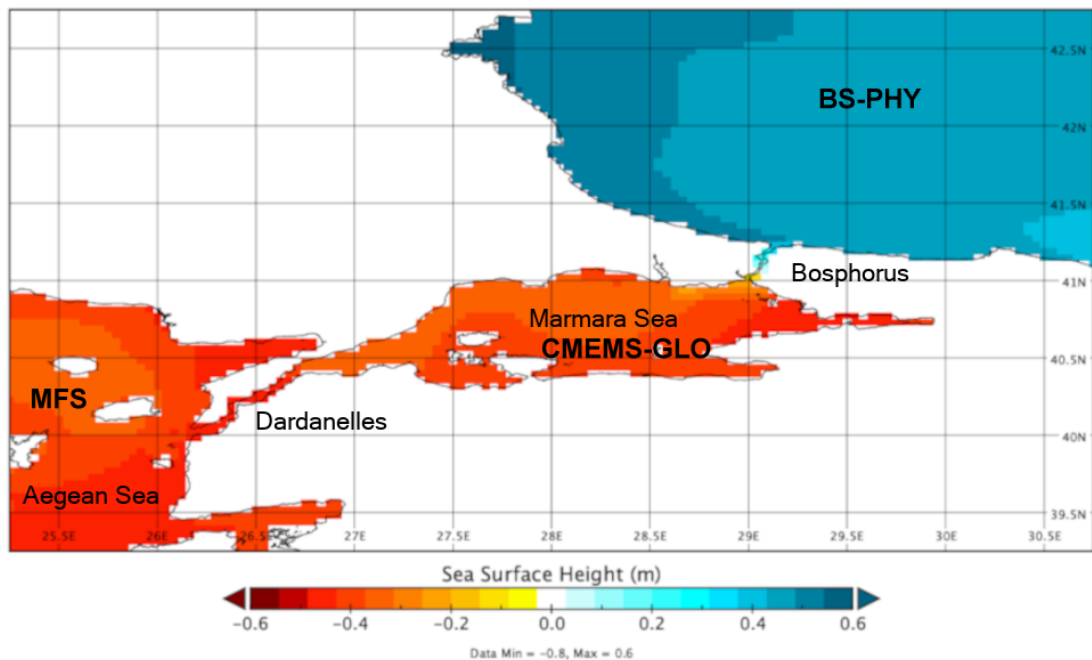 42.5N
BS-PHY
42N
41.5N
Bosphorus
41N
Marmara Sea
CMEMS-GLO
40.5N
MFS
Dardanelles
40N
Aegean Sea
39.5N
25.5E 26E 26.5E 27E 27.5E 28E 28.5E 29E 29.5E 30E 30.5E
Sea Surface Height (m)
−0.6 −0.4 −0.2 0.0 0.2 0.4 0.6
Data Min = −0.8, Max = 0.6